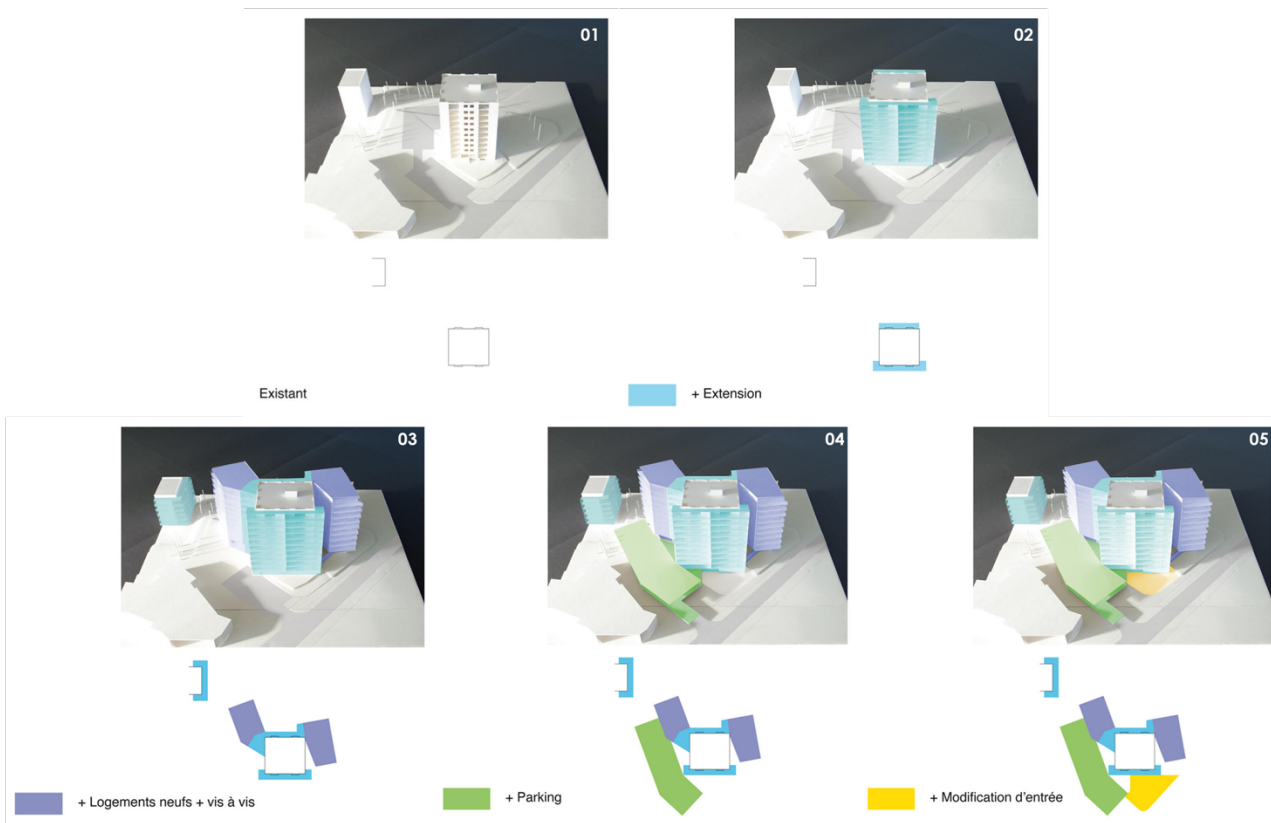 01
02
Existant
+ Extension
03
04
05
+ Logements neufs + vis à vis
+ Parking
+ Modification d'entrée